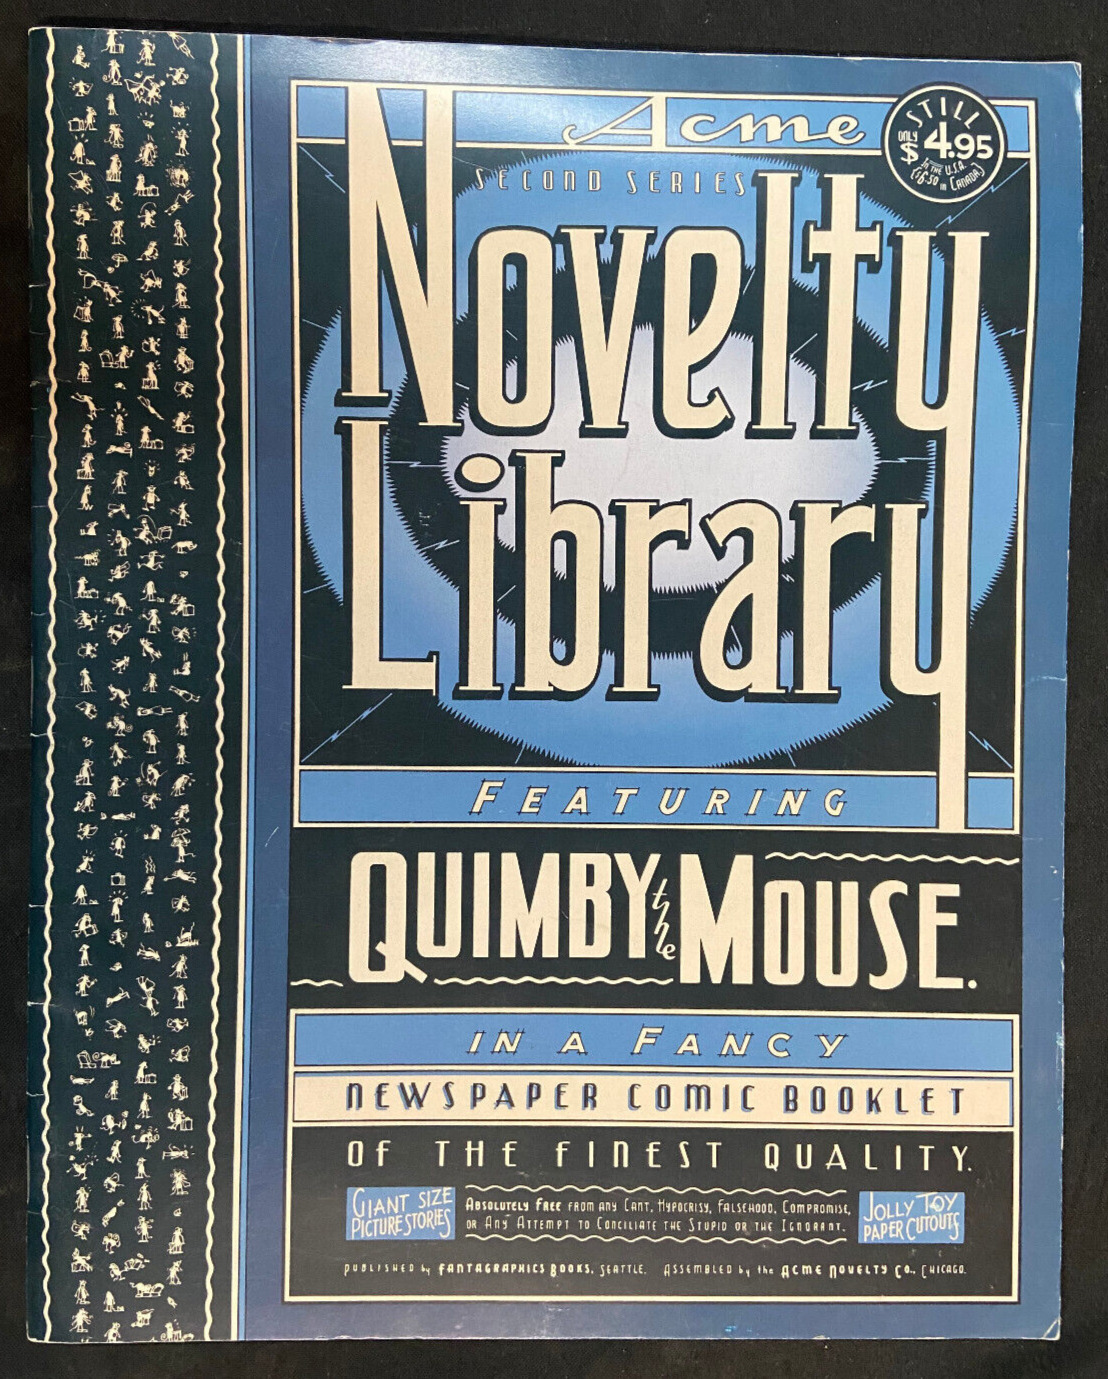 Acme
STILL
ONLY
$4.95
IN THE U.S.A.
($6.50 IN CANADA)
SECOND SERIES
Novelty
Library
FEATURING
QUIMBY the MOUSE.
IN A FANCY
NEWSPAPER COMIC BOOKLET
OF THE FINEST QUALITY.
GIANT SIZE
PICTURE STORIES
ABSOLUTELY FREE FROM ANY CANT, HYPOCRISY, FALSEHOOD, COMPROMISE,
OR ANY ATTEMPT TO CONCILIATE THE STUPID OR THE IGNORANT.
JOLLY TOY
PAPER CUTOUTS
PUBLISHED by FANTAGRAPHICS BOOKS, SEATTLE. ASSEMBLED by the ACME NOVELTY CO., CHICAGO.